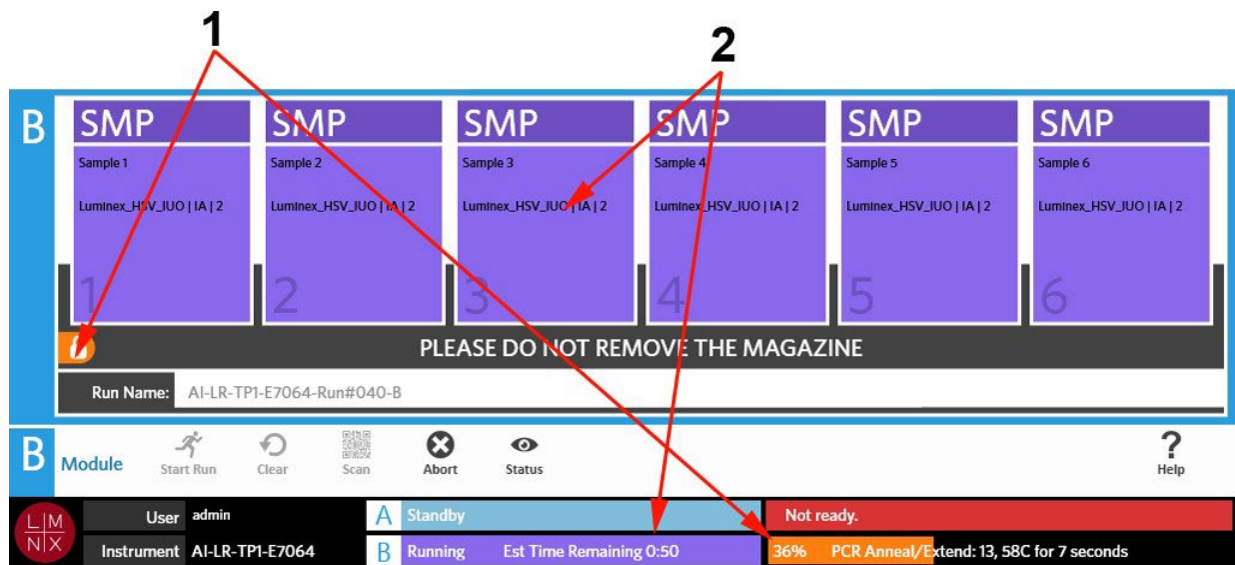 1
2
B
SMP SMP SMP SMP SMP SMP
Sample 1 Sample 2 Sample 3 Sample 4 Sample 5 Sample 6
Luminex_HSV_IUO | IA | 2 Luminex_HSV_IUO | IA | 2 Luminex_HSV_IUO | IA | 2 Luminex_HSV_IUO | IA | 2 Luminex_HSV_IUO | IA | 2 Luminex_HSV_IUO | IA | 2
1 2 3 4 5 6
PLEASE DO NOT REMOVE THE MAGAZINE
Run Name: AI-LR-TP1-E7064-Run#040-B
B Module Start Run Clear Scan Abort Status ? Help
LM User admin A Standby Not ready.
NX Instrument AI-LR-TP1-E7064 B Running Est Time Remaining 0:50 36% PCR Anneal/Extend: 13, 58C for 7 seconds